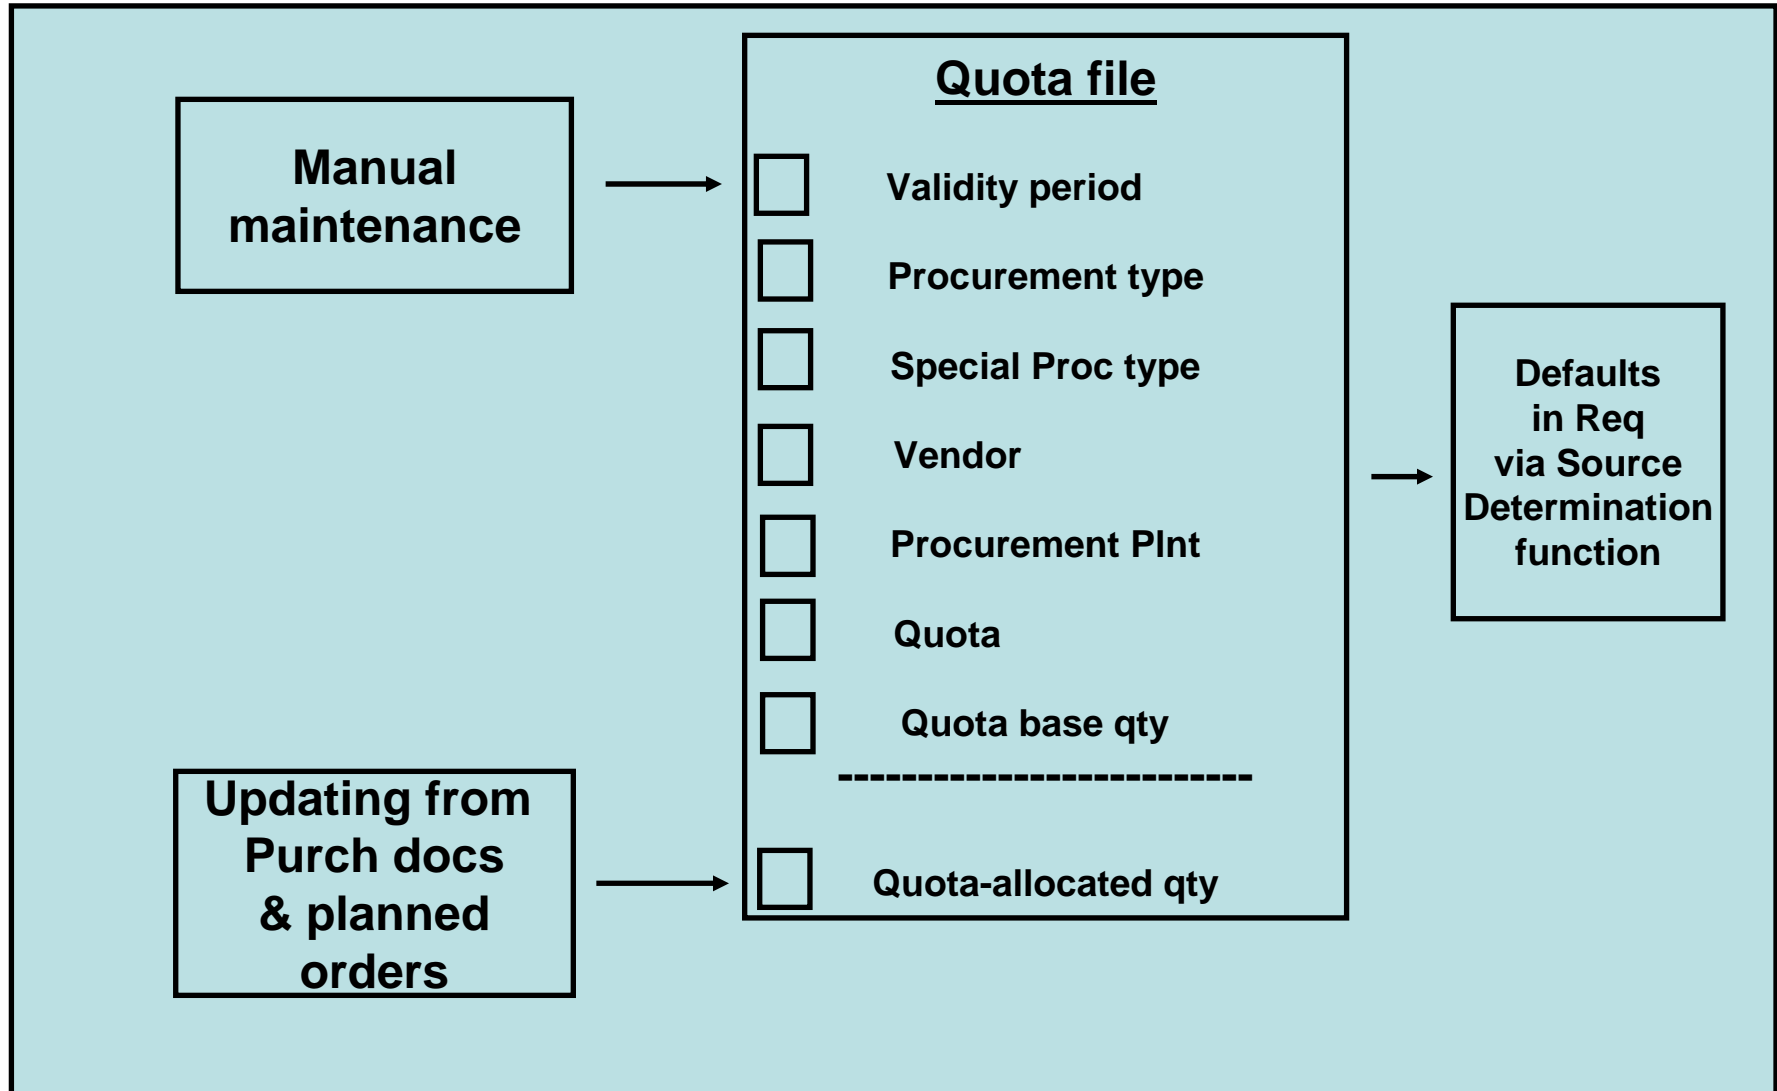 Quota file
Manual
maintenance
Validity period
Procurement type
Special Proc type
Vendor
Procurement Plnt
Quota
Quota base qty
--------------------------
Quota-allocated qty
Updating from
Purch docs
& planned
orders
Defaults
in Req
via Source
Determination
function